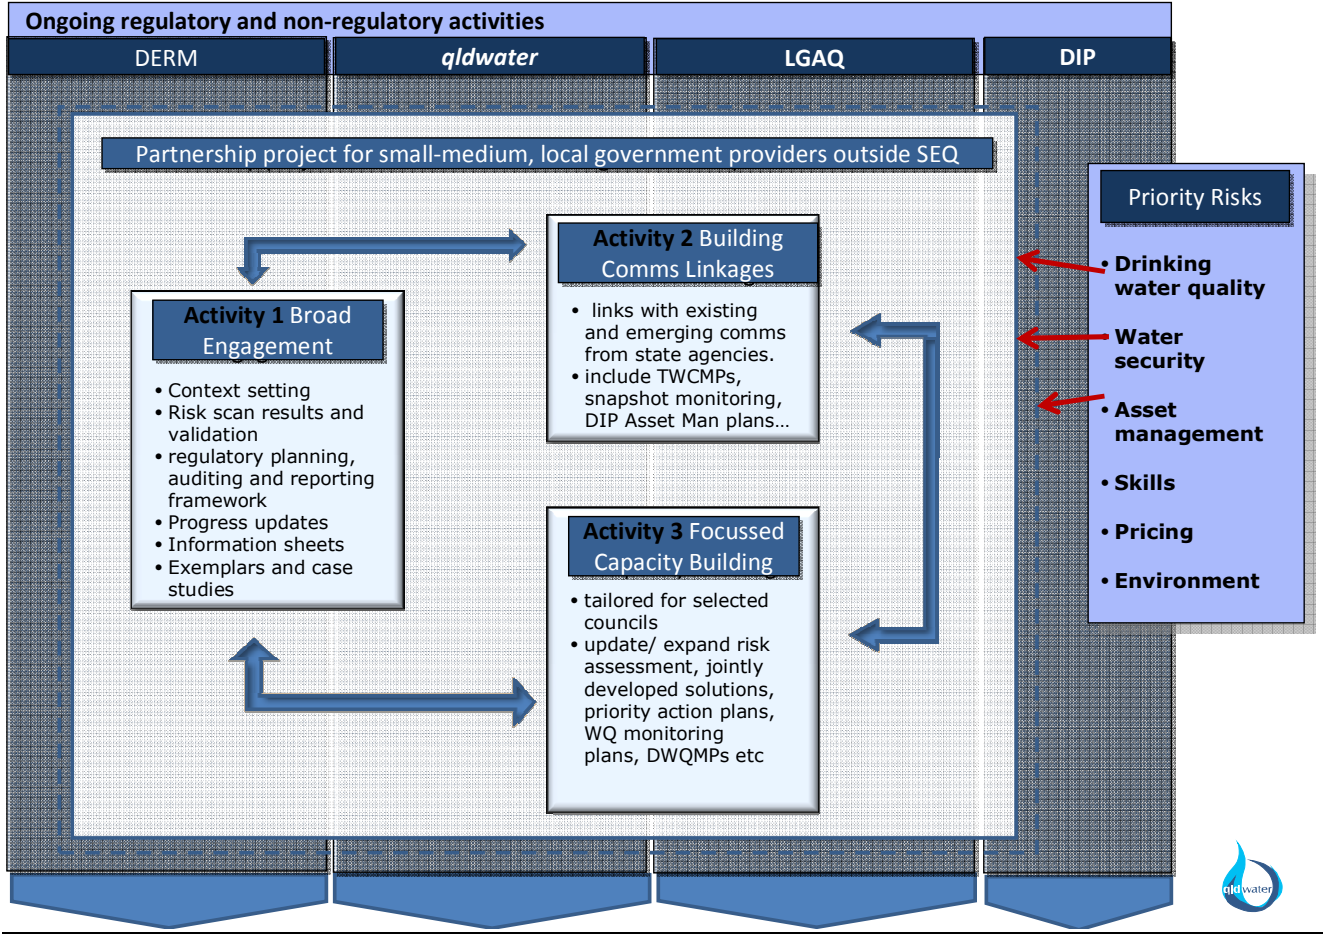 Ongoing regulatory and non-regulatory activities
DERM
qldwater
LGAQ
DIP
Partnership project for small-medium, local government providers outside SEQ
Activity 1 Broad
Engagement
• Context setting
• Risk scan results and
validation
• regulatory planning,
auditing and reporting
framework
• Progress updates
• Information sheets
• Exemplars and case
studies
Activity 2 Building
Comms Linkages
• links with existing
and emerging comms
from state agencies.
• include TWCMPs,
snapshot monitoring,
DIP Asset Man plans…
Activity 3 Focussed
Capacity Building
• tailored for selected
councils
• update/ expand risk
assessment, jointly
developed solutions,
priority action plans,
WQ monitoring
plans, DWQMPs etc
Priority Risks
• Drinking
water quality
• Water
security
• Asset
management
• Skills
• Pricing
• Environment
qldwater